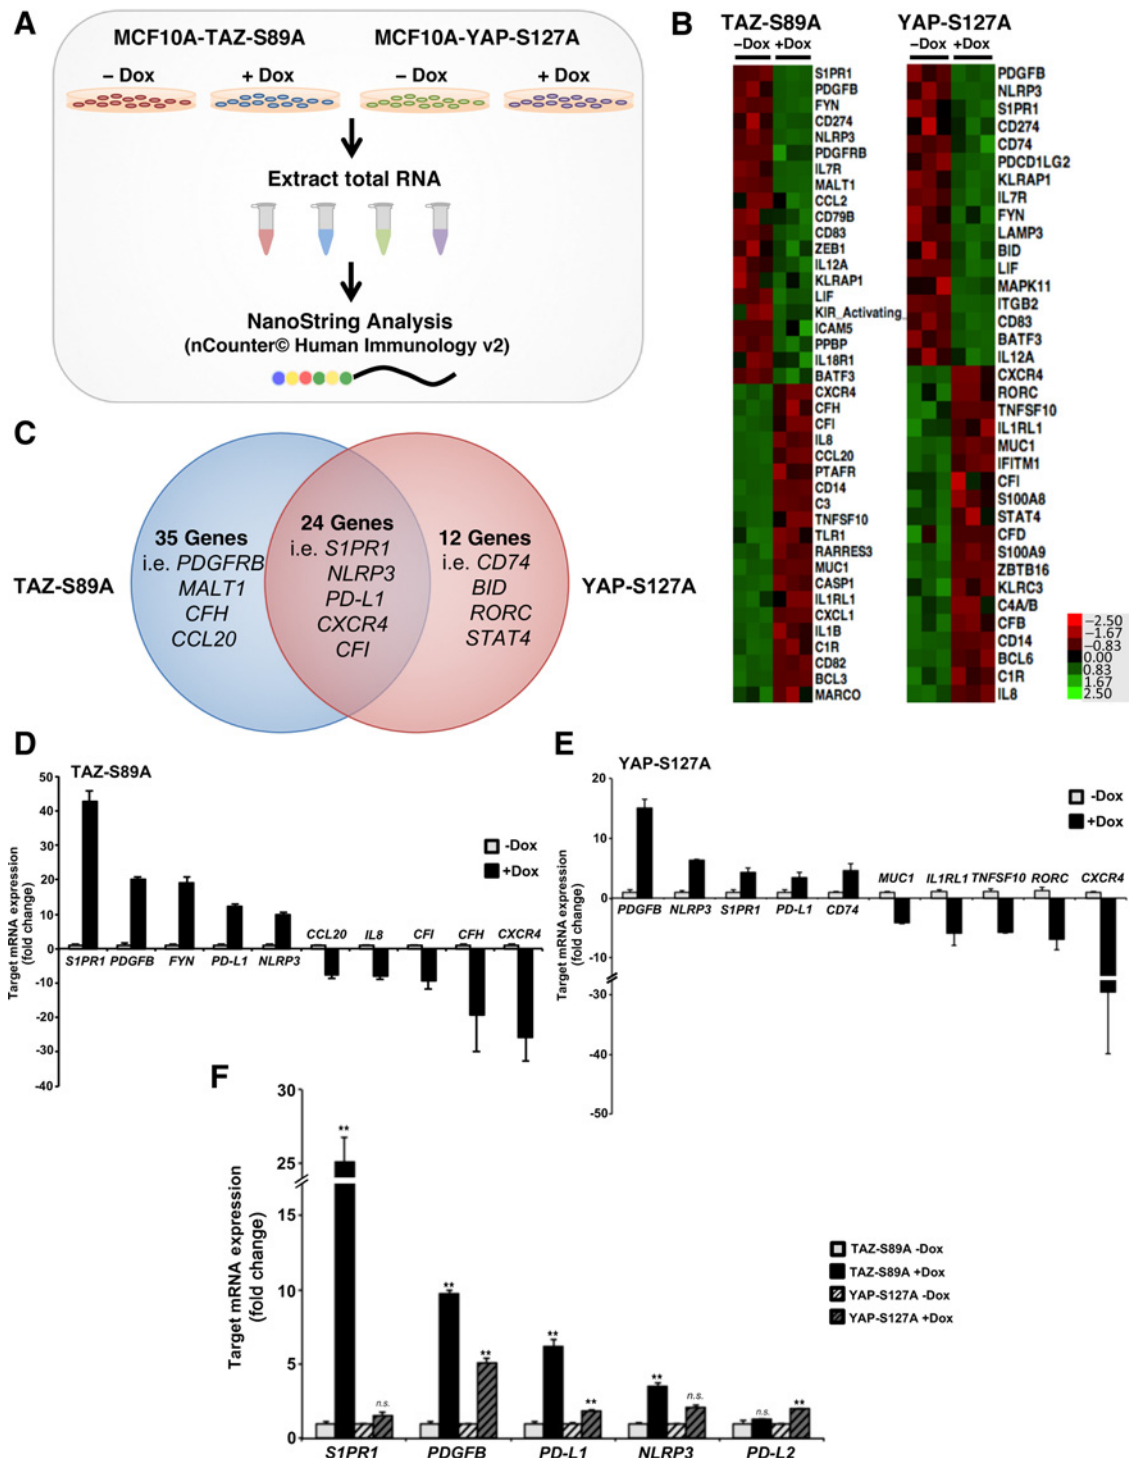 A
MCF10A-TAZ-S89A
MCF10A-YAP-S127A
– Dox
+ Dox
– Dox
+ Dox
Extract total RNA
NanoString Analysis
(nCounter© Human Immunology v2)
B
TAZ-S89A
–Dox +Dox
S1PR1
PDGFB
FYN
CD274
NLRP3
PDGFRB
IL7R
MALT1
CCL2
CD79B
CD83
ZEB1
IL12A
KLRAP1
LIF
KIR_Activating_
ICAM5
PPBP
IL18R1
BATF3
CXCR4
CFH
CFI
IL8
CCL20
PTAFR
CD14
C3
TNFSF10
TLR1
RARRES3
MUC1
CASP1
IL1RL1
CXCL1
IL1B
C1R
CD82
BCL3
MARCO
YAP-S127A
–Dox +Dox
PDGFB
NLRP3
S1PR1
CD274
CD74
PDCD1LG2
KLRAP1
IL7R
FYN
LAMP3
BID
LIF
MAPK11
ITGB2
CD83
BATF3
IL12A
CXCR4
RORC
TNFSF10
IL1RL1
MUC1
IFITM1
CFI
S100A8
STAT4
CFD
S100A9
ZBTB16
KLRC3
C4A/B
CFB
CD14
BCL6
C1R
IL8
–2.50
–1.67
–0.83
0.00
0.83
1.67
2.50
C
TAZ-S89A
35 Genes
i.e. PDGFRB
MALT1
CFH
CCL20
24 Genes
i.e. S1PR1
NLRP3
PD-L1
CXCR4
CFI
12 Genes
i.e. CD74
BID
RORC
STAT4
YAP-S127A
D
TAZ-S89A
Target mRNA expression
(fold change)
50
40
30
20
10
0
-10
-20
-30
-40
-Dox
+Dox
S1PR1 PDGFB FYN PD-L1 NLRP3
CCL20 IL8 CFI CFH CXCR4
E
YAP-S127A
Target mRNA expression
(fold change)
20
10
0
-10
-30
-40
-50
-Dox
+Dox
PDGFB NLRP3 S1PR1 PD-L1 CD74
MUC1 IL1RL1 TNFSF10 RORC CXCR4
F
Target mRNA expression
(fold change)
30
25
15
10
5
0
**
n.s.
**
**
**
**
**
n.s.
n.s.
**
S1PR1 PDGFB PD-L1 NLRP3 PD-L2
TAZ-S89A -Dox
TAZ-S89A +Dox
YAP-S127A -Dox
YAP-S127A +Dox